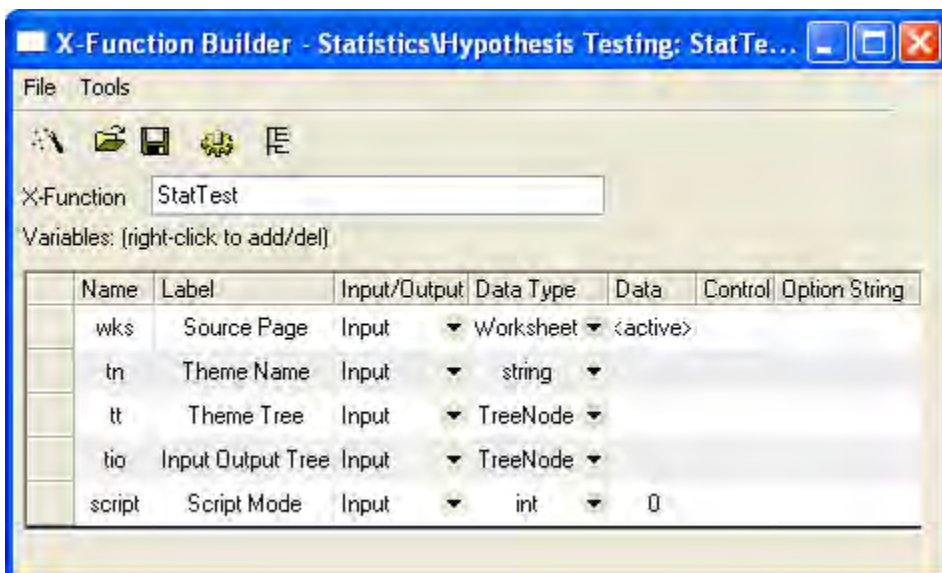 X-Function Builder - Statistics\Hypothesis Testing: StatTe...
File Tools
X-Function StatTest
Variables: (right-click to add/del)
Name Label Input/Output Data Type Data Control Option String
wks Source Page Input Worksheet <active>
tn Theme Name Input string
tt Theme Tree Input TreeNode
tio Input Output Tree Input TreeNode
script Script Mode Input int 0